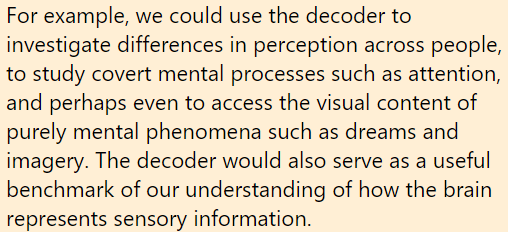 For example, we could use the decoder to
investigate differences in perception across people,
to study covert mental processes such as attention,
and perhaps even to access the visual content of
purely mental phenomena such as dreams and
imagery. The decoder would also serve as a useful
benchmark of our understanding of how the brain
represents sensory information.